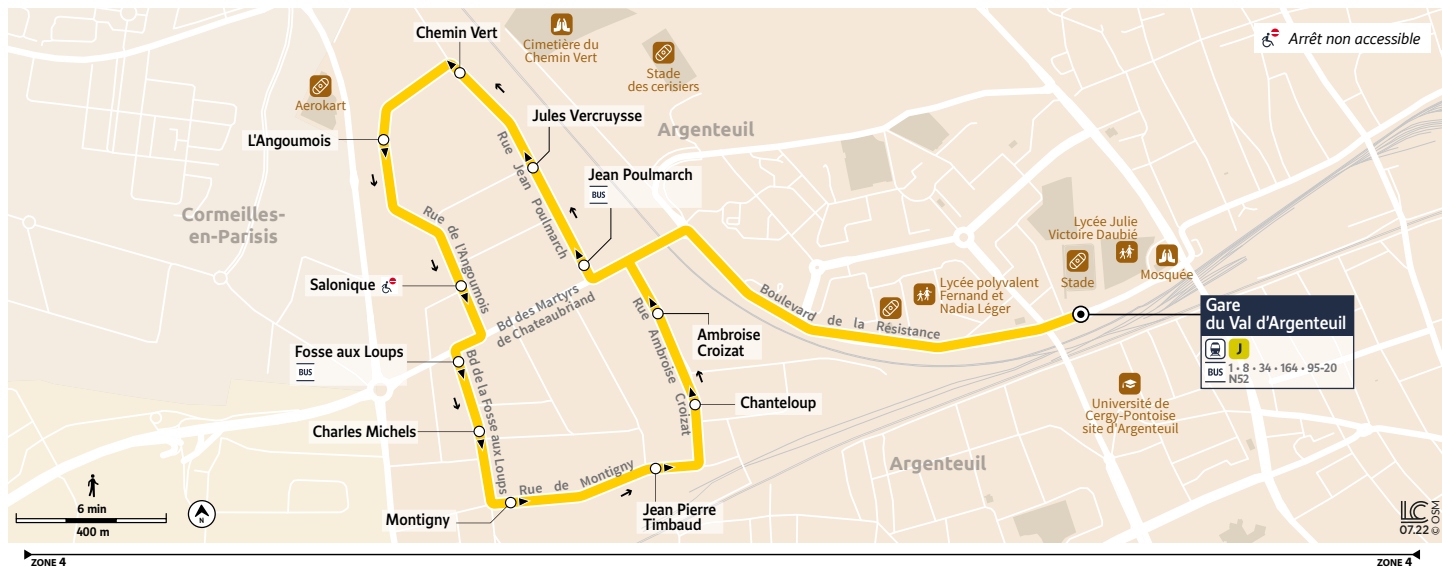 Chemin Vert
Cimetière du
Chemin Vert
Stade
des cerisiers
Arrêt non accessible
Aerokart
Jules Vercruysse
Argenteuil
L'Angoumois
Rue Jean Poulmarch
Jean Poulmarch
BUS
Cormeilles-
en-Parisis
Rue de l'Angoumois
Lycée Julie
Victoire Daubié
Mosquée
Stade
Salonique
Bd des Martyrs
de Chateaubriand
Boulevard de la Résistance
Lycée polyvalent
Fernand et
Nadia Léger
Gare
du Val d'Argenteuil
J
BUS
1 • 8 • 34 • 164 • 95-20
N52
Rue Ambroise Croizat
Ambroise
Croizat
Fosse aux Loups
BUS
Bd de la Fosse aux Loups
Chanteloup
Université de
Cergy-Pontoise
site d'Argenteuil
Charles Michels
Argenteuil
Rue de Montigny
Montigny
Jean Pierre
Timbaud
6 min
400 m
N
LC
07.22
© OSM
ZONE 4
ZONE 4